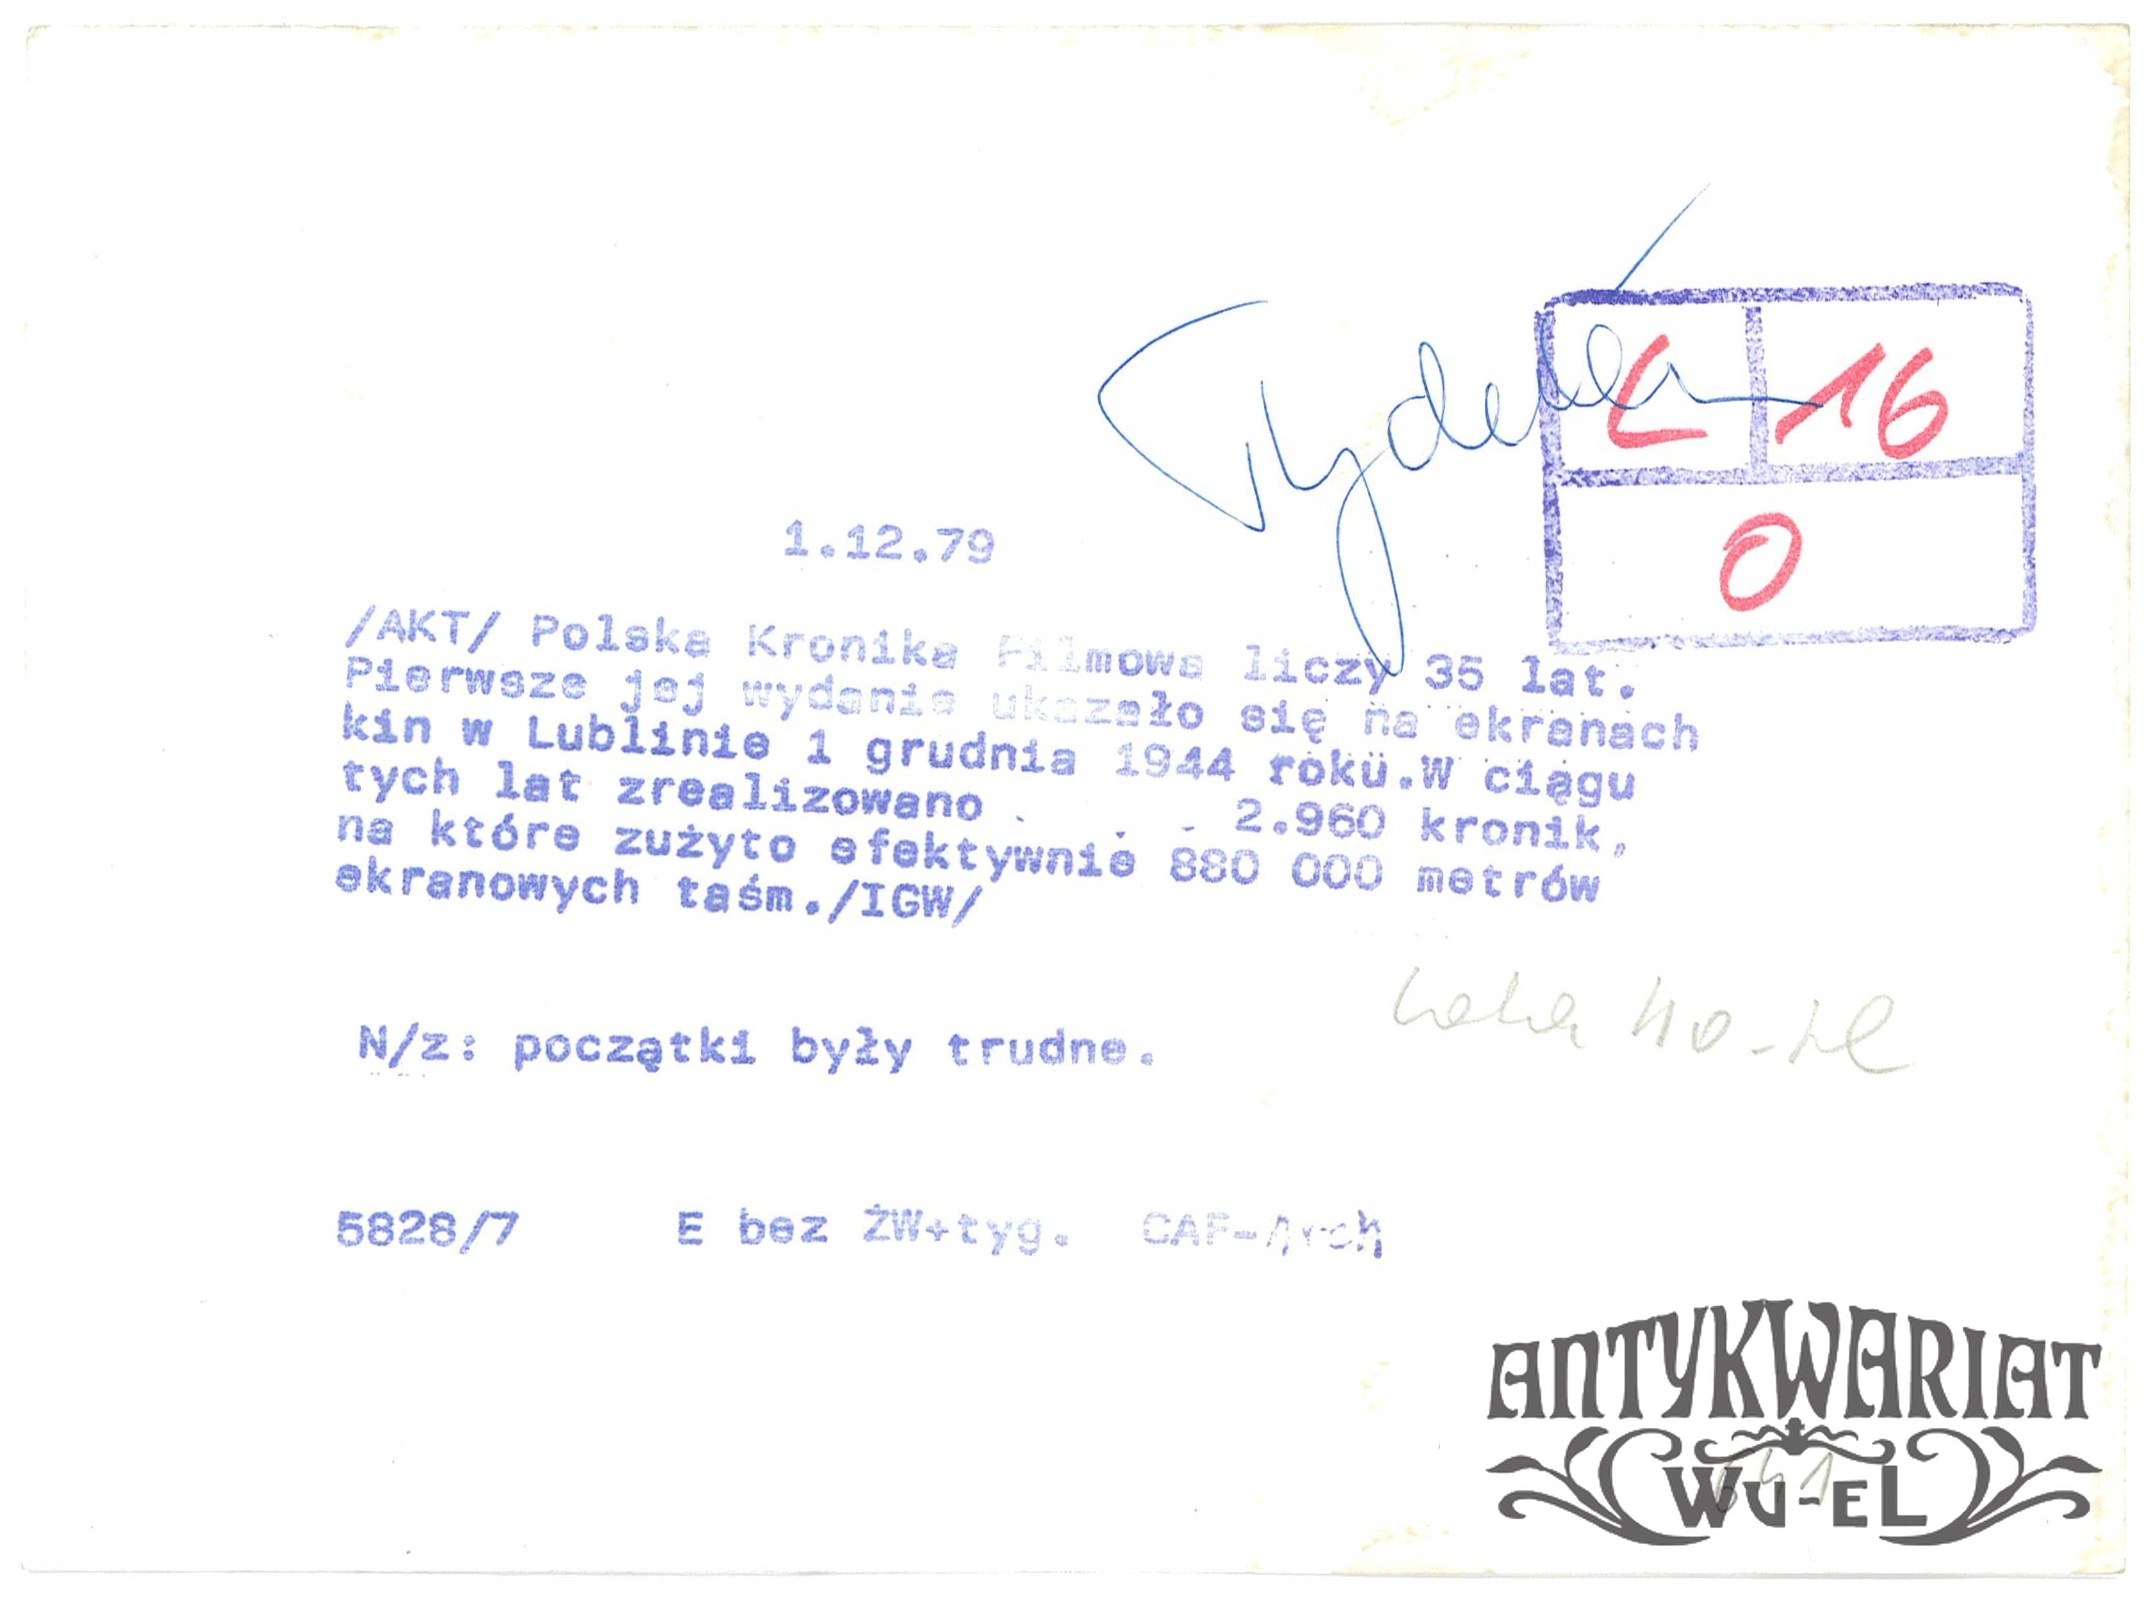 L 16
0
1.12.79
/AKT/ Polska Kronika Filmowa liczy 35 lat.
Pierwsze jej wydanie ukazało się na ekranach
kin w Lublinie 1 grudnia 1944 roku.W ciągu
tych lat zrealizowano 2.960 kronik,
na które zużyto efektywnie 880 000 metrów
ekranowych taśm./IGW/
N/z: początki były trudne.
5828/7 E bez ŻW+tyg. CAF-Arch
ANTYKWARIAT
WU-EL